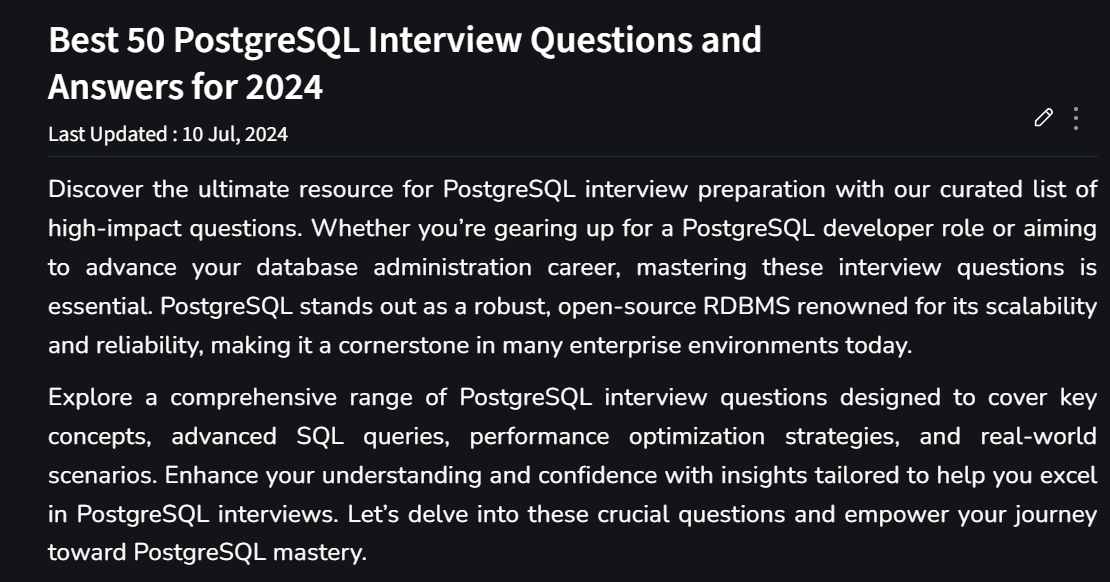 Best 50 PostgreSQL Interview Questions and
Answers for 2024
Last Updated : 10 Jul, 2024
Discover the ultimate resource for PostgreSQL interview preparation with our curated list of
high-impact questions. Whether you’re gearing up for a PostgreSQL developer role or aiming
to advance your database administration career, mastering these interview questions is
essential. PostgreSQL stands out as a robust, open-source RDBMS renowned for its scalability
and reliability, making it a cornerstone in many enterprise environments today.
Explore a comprehensive range of PostgreSQL interview questions designed to cover key
concepts, advanced SQL queries, performance optimization strategies, and real-world
scenarios. Enhance your understanding and confidence with insights tailored to help you excel
in PostgreSQL interviews. Let’s delve into these crucial questions and empower your journey
toward PostgreSQL mastery.